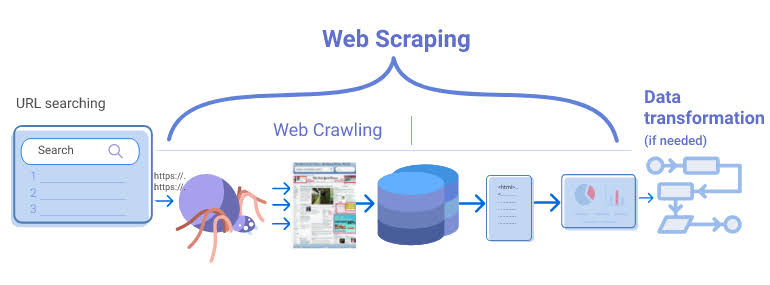 Web Scraping
URL searching
Web Crawling
Data
transformation
(if needed)
Search
1
2
3
https://.
https://.
<html>..